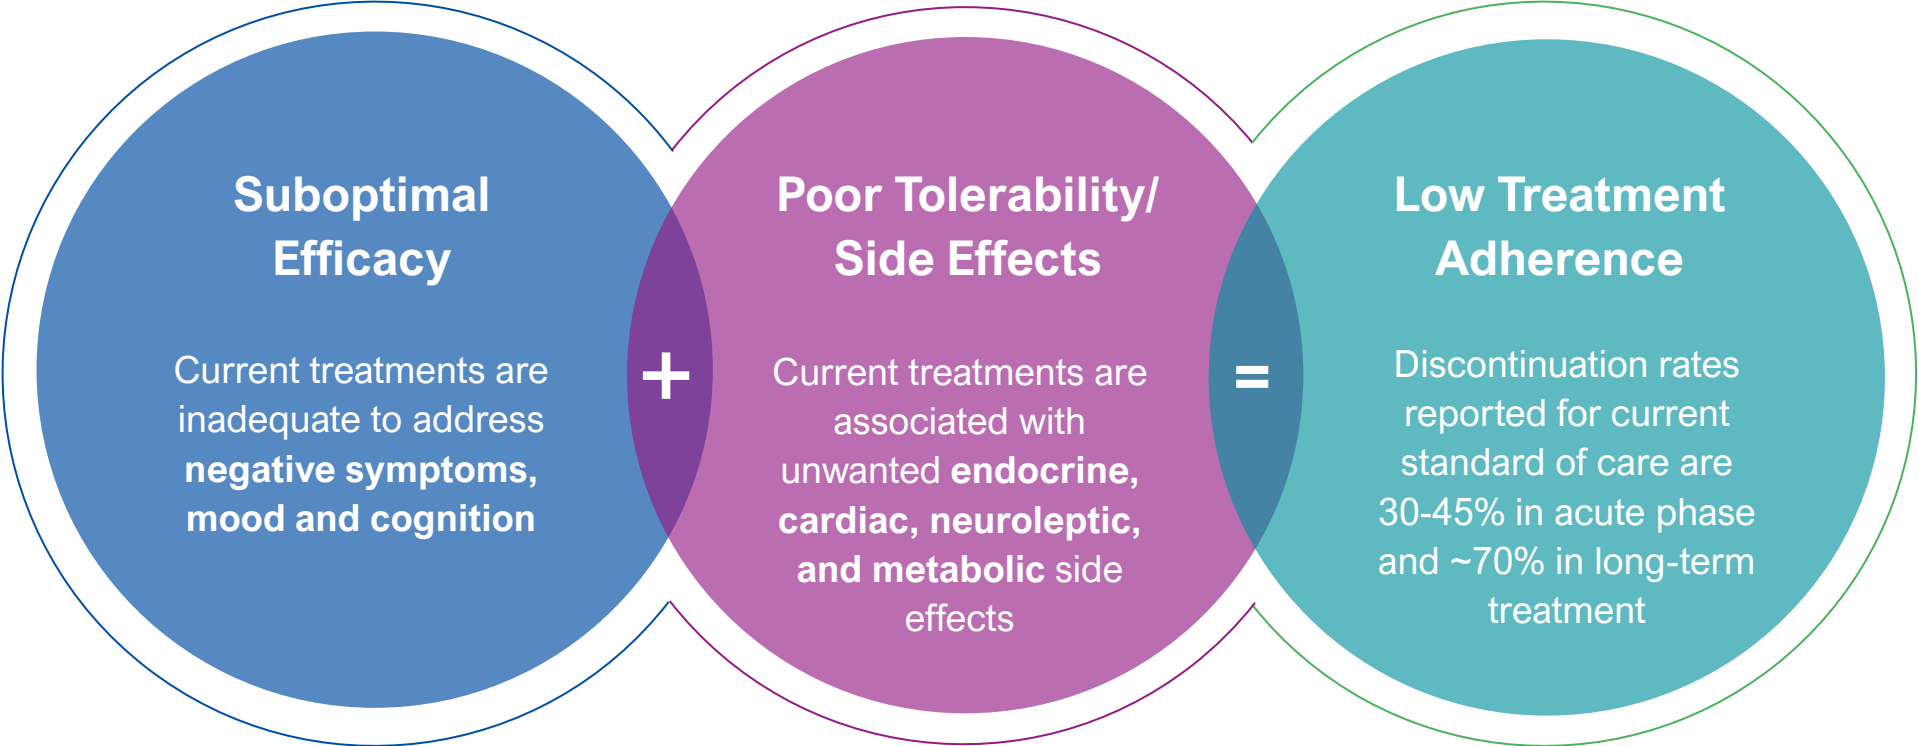 Suboptimal
Efficacy
Current treatments are
inadequate to address
negative symptoms,
mood and cognition
+
Poor Tolerability/
Side Effects
Current treatments are
associated with
unwanted endocrine,
cardiac, neuroleptic,
and metabolic side
effects
=
Low Treatment
Adherence
Discontinuation rates
reported for current
standard of care are
30-45% in acute phase
and ~70% in long-term
treatment